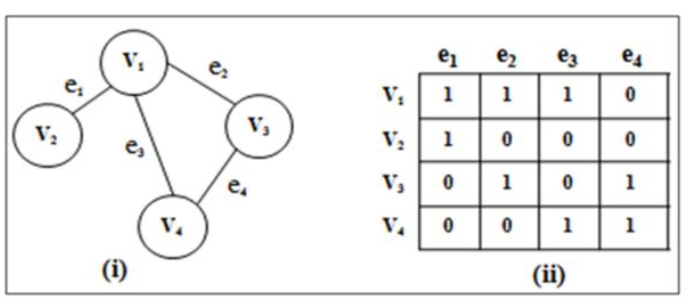 V₁
e₁
e₂
V₂
V₃
e₃
e₄
V₄
(i)
e₁ e₂ e₃ e₄
V₁ 1 1 1 0
V₂ 1 0 0 0
V₃ 0 1 0 1
V₄ 0 0 1 1
(ii)